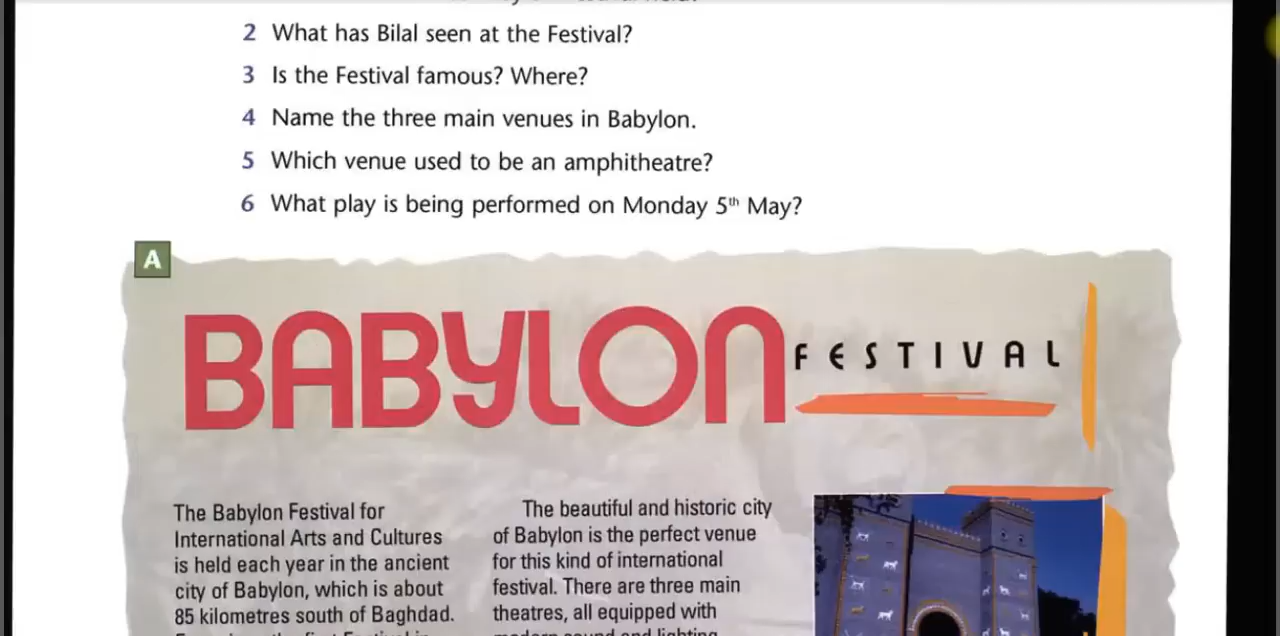 2 What has Bilal seen at the Festival?
3 Is the Festival famous? Where?
4 Name the three main venues in Babylon.
5 Which venue used to be an amphitheatre?
6 What play is being performed on Monday 5th May?
A
BABYLON FESTIVAL
The Babylon Festival for
International Arts and Cultures
is held each year in the ancient
city of Babylon, which is about
85 kilometres south of Baghdad.
The beautiful and historic city
of Babylon is the perfect venue
for this kind of international
festival. There are three main
theatres, all equipped with
modern sound and lighting